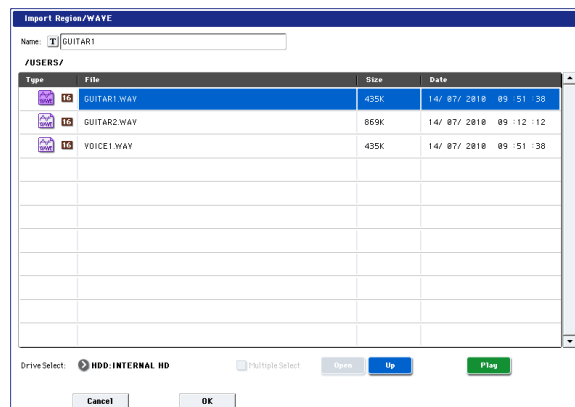 Import Region/WAVE
Name: T GUITAR1
/USERS/
Type File Size Date
WAVE 16 GUITAR1.WAV 435K 14/ 07/ 2010 09 :51 :38
WAVE 16 GUITAR2.WAV 869K 14/ 07/ 2010 09 :12 :12
WAVE 16 VOICE1.WAV 435K 14/ 07/ 2010 09 :51 :38
Drive Select: HDD:INTERNAL HD Multiple Select Open Up Play
Cancel OK